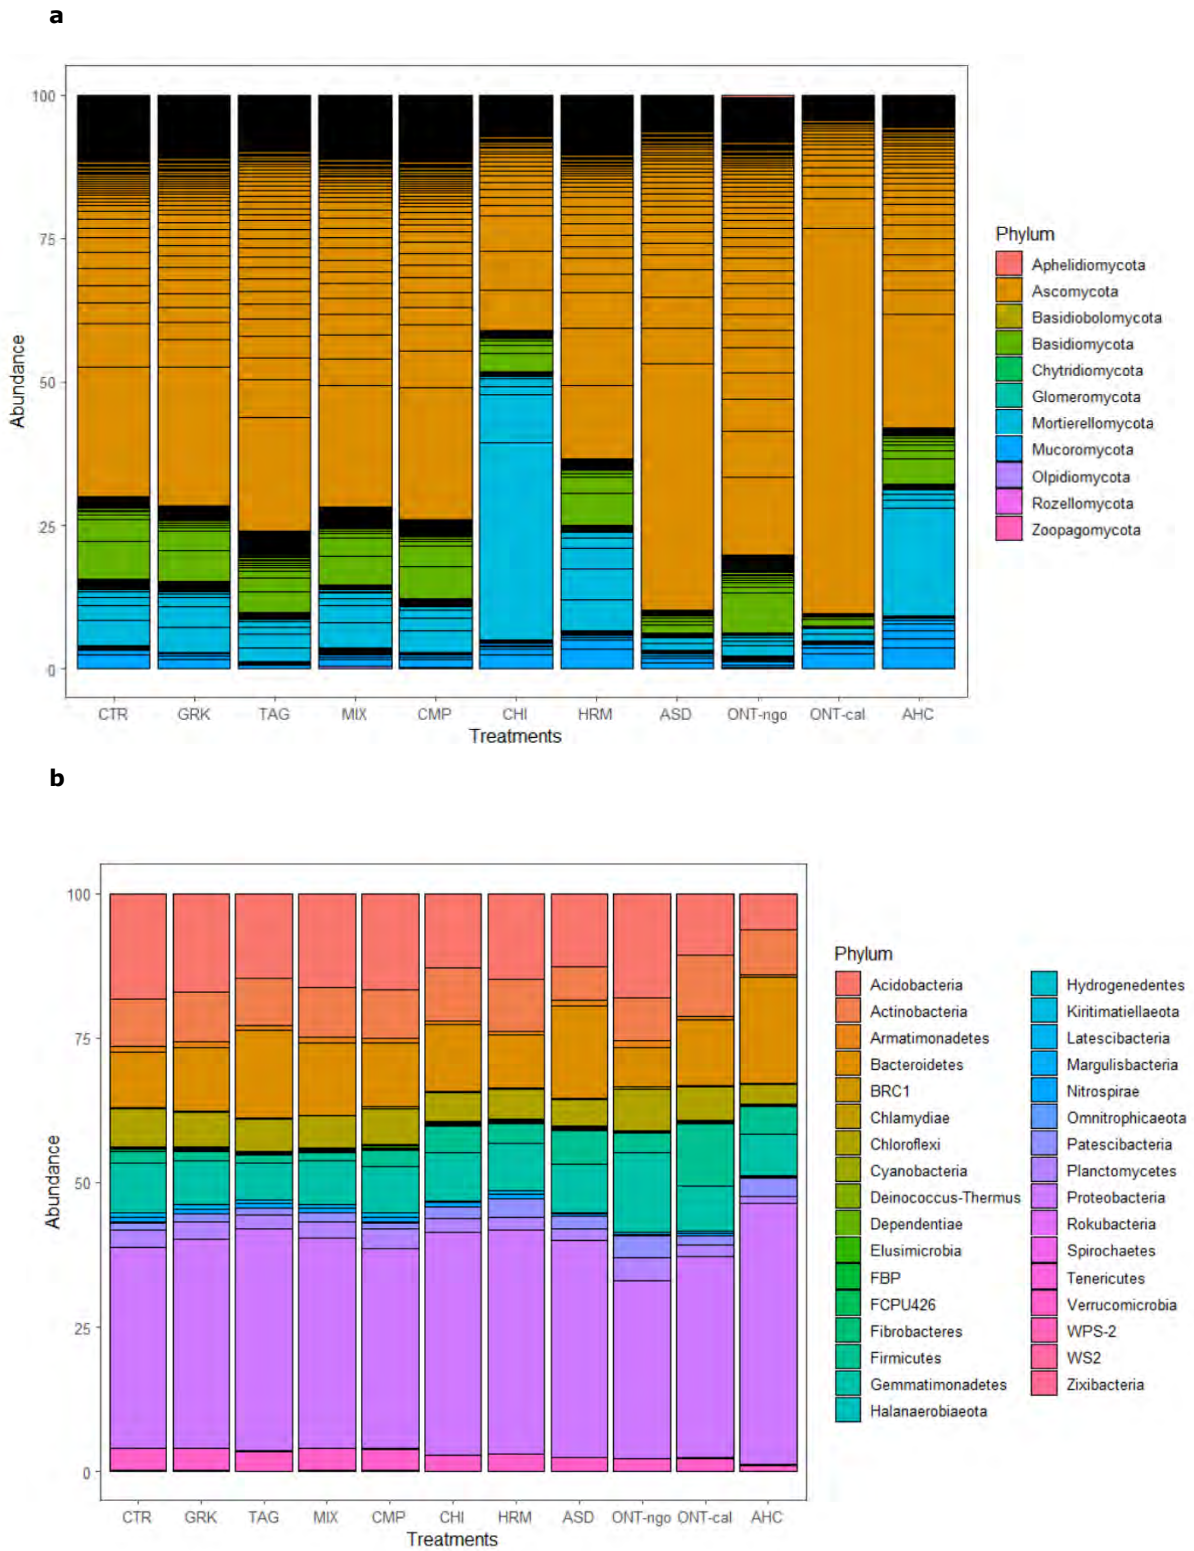 a
100
75
50
25
0
Abundance
CTR GRK TAG MIX CMP CHI HRM ASD ONT-ngo ONT-cal AHC
Treatments
Phylum
Aphelidiomycota
Ascomycota
Basidiobolomycota
Basidiomycota
Chytridiomycota
Glomeromycota
Mortierellomycota
Mucoromycota
Olpidiomycota
Rozellomycota
Zoopagomycota
b
100
75
50
25
0
Abundance
CTR GRK TAG MIX CMP CHI HRM ASD ONT-ngo ONT-cal AHC
Treatments
Phylum
Acidobacteria
Actinobacteria
Armatimonadetes
Bacteroidetes
BRC1
Chlamydiae
Chloroflexi
Cyanobacteria
Deinococcus-Thermus
Dependentiae
Elusimicrobia
FBP
FCPU426
Fibrobacteres
Firmicutes
Gemmatimonadetes
Halanaerobiaeota
Hydrogenedentes
Kiritimatiellaeota
Latescibacteria
Margulisbacteria
Nitrospirae
Omnitrophicaeota
Patescibacteria
Planctomycetes
Proteobacteria
Rokubacteria
Spirochaetes
Tenericutes
Verrucomicrobia
WPS-2
WS2
Zixibacteria